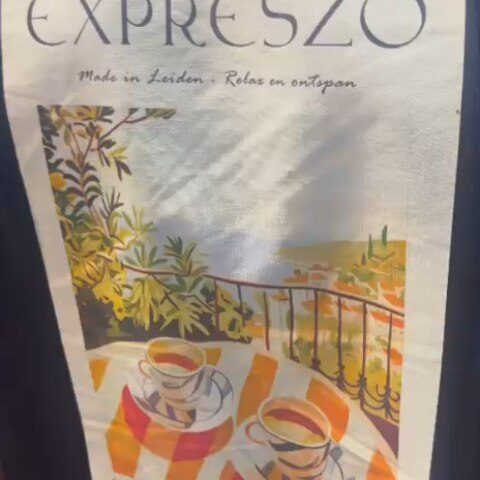 EXPRESZO
Made in Leiden . Relax en ontspan